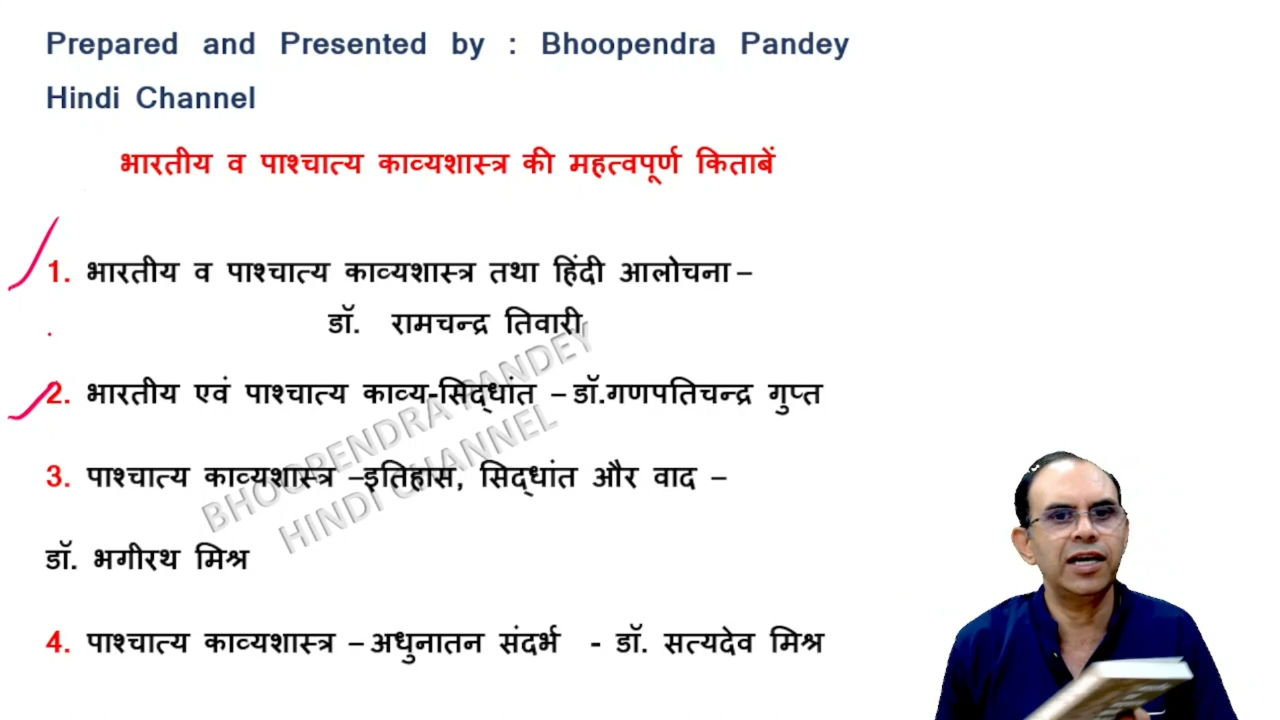 Prepared and Presented by : Bhoopendra Pandey
Hindi Channel
भारतीय व पाश्चात्य काव्यशास्त्र की महत्वपूर्ण किताबें
1. भारतीय व पाश्चात्य काव्यशास्त्र तथा हिंदी आलोचना –
डॉ. रामचन्द्र तिवारी
2. भारतीय एवं पाश्चात्य काव्य-सिद्धांत – डॉ.गणपतिचन्द्र गुप्त
3. पाश्चात्य काव्यशास्त्र –इतिहास, सिद्धांत और वाद –
डॉ. भगीरथ मिश्र
4. पाश्चात्य काव्यशास्त्र – अधुनातन संदर्भ - डॉ. सत्यदेव मिश्र
BHOOPENDRA PANDEY
HINDI CHANNEL